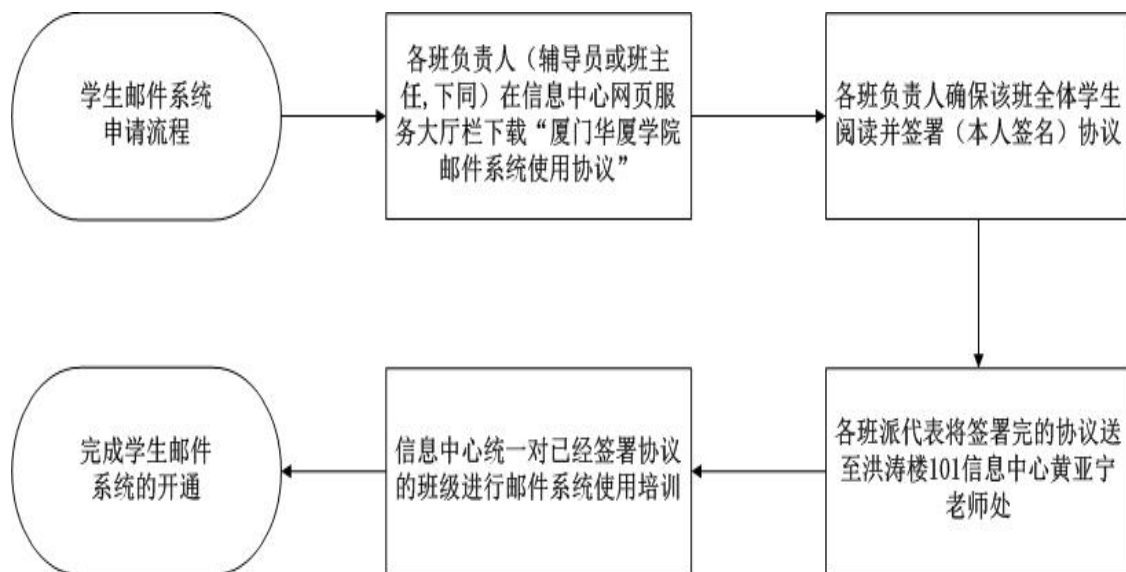 学生邮件系统
申请流程
各班负责人（辅导员或班主
任,下同）在信息中心网页服
务大厅栏下载“厦门华厦学院
邮件系统使用协议”
各班负责人确保该班全体学生
阅读并签署（本人签名）协议
各班派代表将签署完的协议送
至洪涛楼101信息中心黄亚宁
老师处
信息中心统一对已经签署协议
的班级进行邮件系统使用培训
完成学生邮件
系统的开通